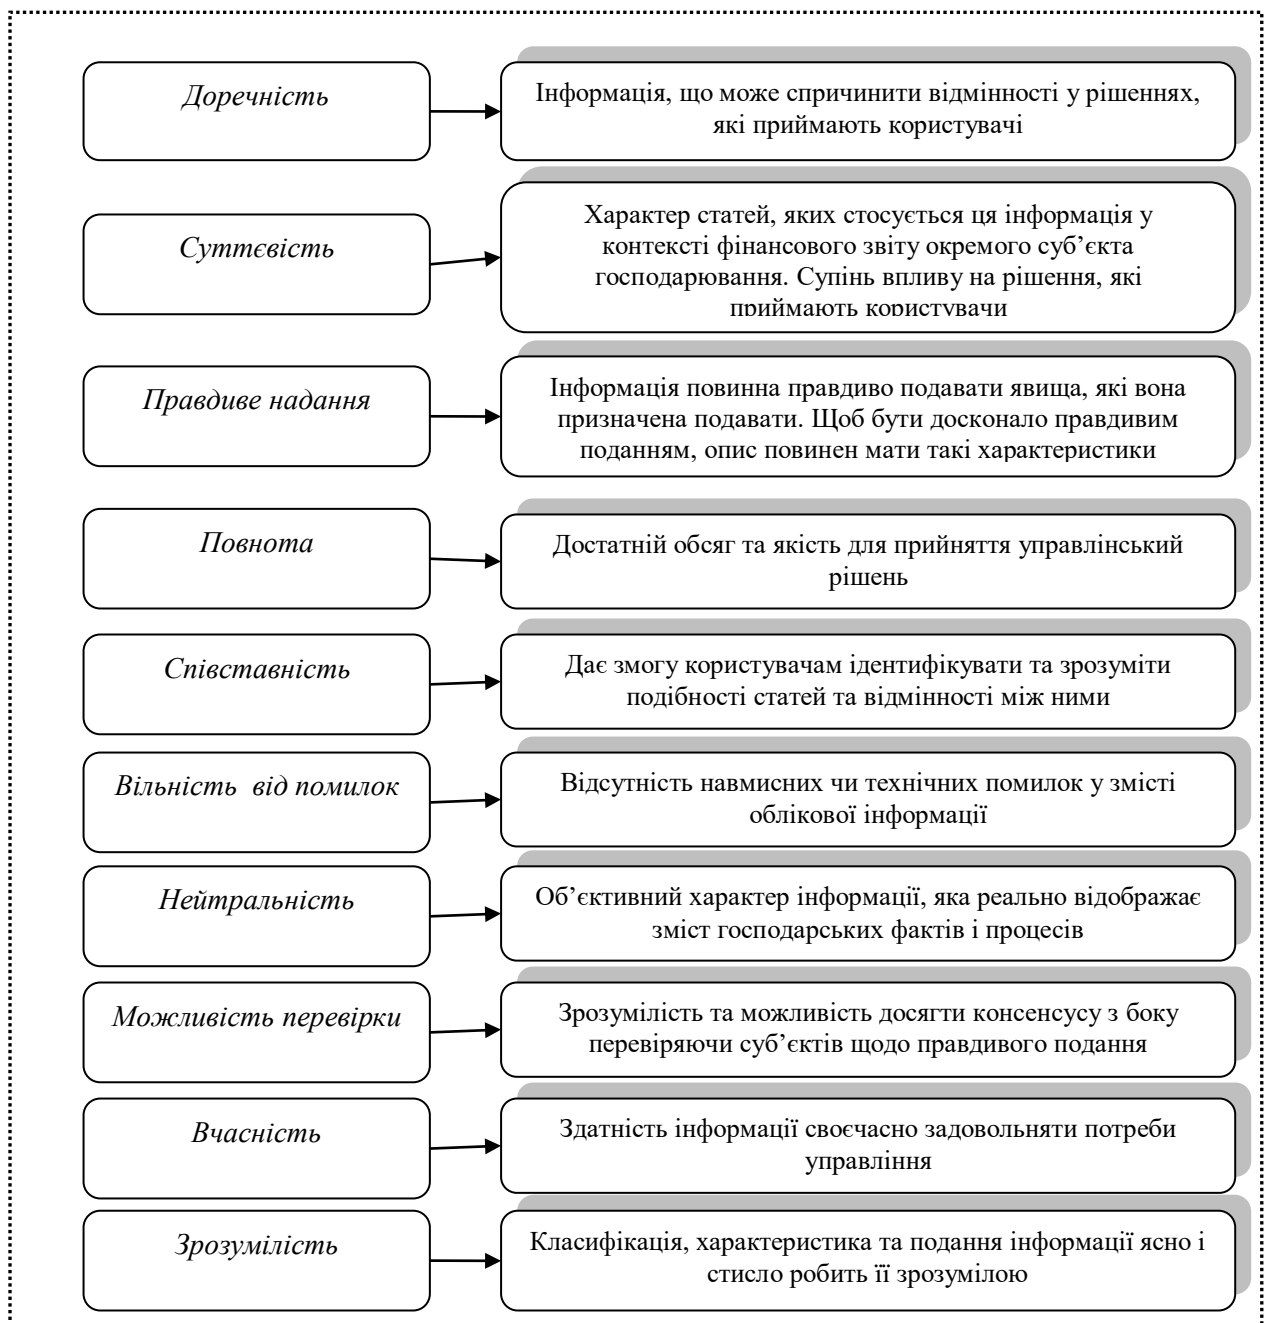 Доречність
Інформація, що може спричинити відмінності у рішеннях,
які приймають користувачі
Суттєвість
Характер статей, яких стосується ця інформація у
контексті фінансового звіту окремого суб’єкта
господарювання. Супінь впливу на рішення, які
приймають користувачи
Правдиве надання
Інформація повинна правдиво подавати явища, які вона
призначена подавати. Щоб бути досконало правдивим
поданням, опис повинен мати такі характеристики
Повнота
Достатній обсяг та якість для прийняття управлінський
рішень
Співставність
Дає змогу користувачам ідентифікувати та зрозуміти
подібності статей та відмінності між ними
Вільність  від помилок
Відсутність навмисних чи технічних помилок у змісті
облікової інформації
Нейтральність
Об’єктивний характер інформації, яка реально відображає
зміст господарських фактів і процесів
Можливість перевірки
Зрозумілість та можливість досягти консенсусу з боку
перевіряючи суб’єктів щодо правдивого подання
Вчасність
Здатність інформації своєчасно задовольняти потреби
управління
Зрозумілість
Класифікація, характеристика та подання інформації ясно і
стисло робить її зрозумілою